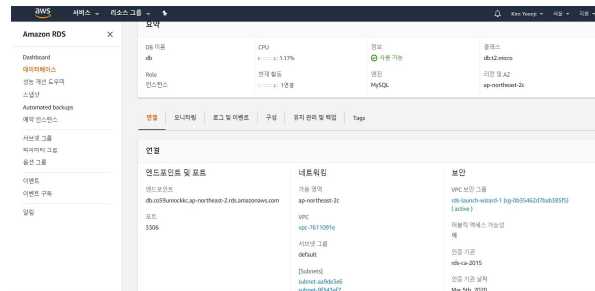 aws 서비스 리소스 그룹
Kim Yoonji 서울 지원
Amazon RDS
Dashboard
데이터베이스
성능 개선 도우미
스냅샷
Automated backups
예약 인스턴스
서브넷 그룹
파라미터 그룹
옵션 그룹
이벤트
이벤트 구독
알림
요약
DB 이름
db
CPU
1.17%
정보
사용 가능
클래스
db.t2.micro
Role
인스턴스
현재 활동
1연결
엔진
MySQL
리전 및 AZ
ap-northeast-2c
연결 모니터링 로그 및 이벤트 구성 유지 관리 및 백업 Tags
연결
엔드포인트 및 포트
엔드포인트
db.co59ureockkc.ap-northeast-2.rds.amazonaws.com
포트
3306
네트워킹
가용 영역
ap-northeast-2c
VPC
vpc-7611091e
서브넷 그룹
default
[Subnets]
subnet-aa9de3e6
보안
VPC 보안 그룹
rds-launch-wizard-1 (sg-0b35462d7bab385f5)
( active )
퍼블릭 액세스 가능성
예
인증 기관
rds-ca-2015
인증 기관 날짜
Mar 5th, 2020